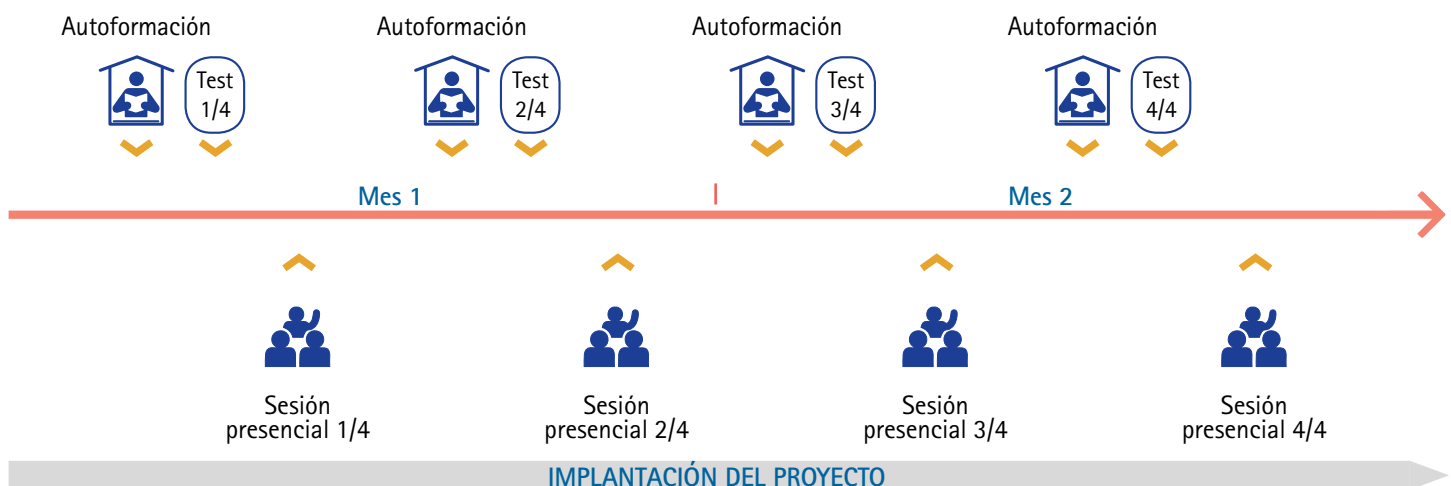 Autoformación
Autoformación
Autoformación
Autoformación
Test
1/4
Test
2/4
Test
3/4
Test
4/4
Mes 1
Mes 2
Sesión
presencial 1/4
Sesión
presencial 2/4
Sesión
presencial 3/4
Sesión
presencial 4/4
IMPLANTACIÓN DEL PROYECTO